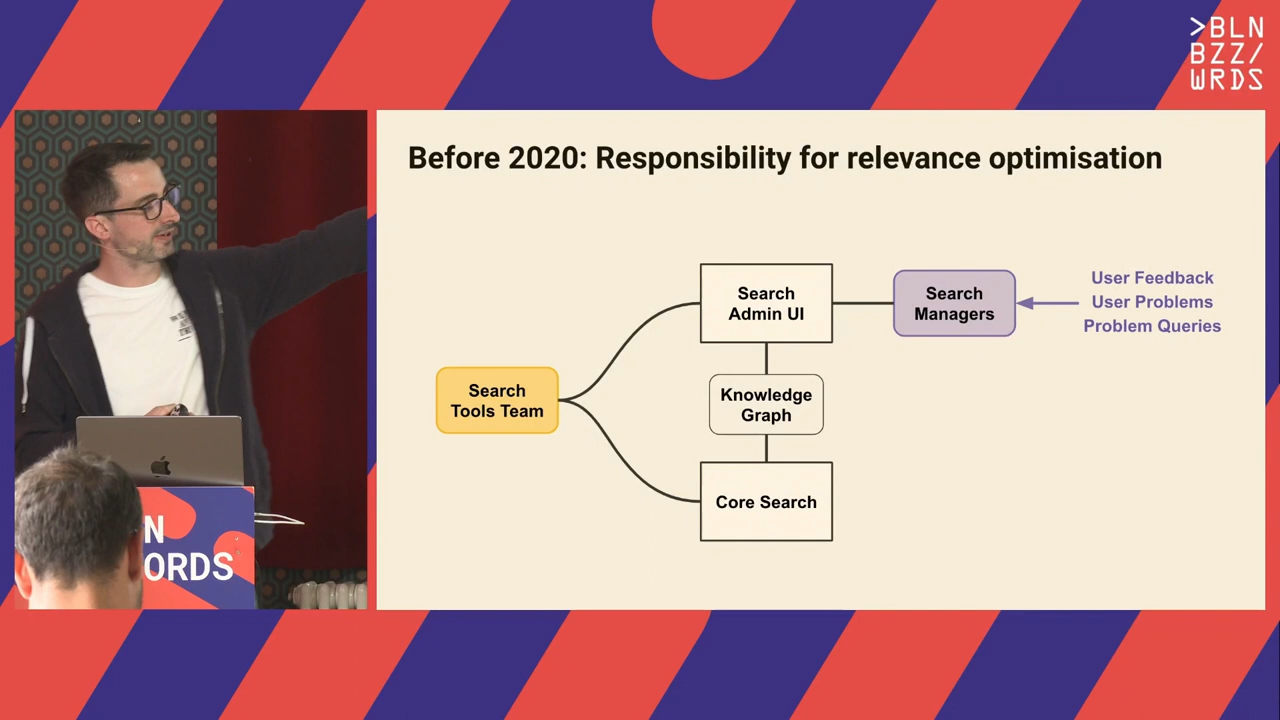 >BLN
BZZ/
WRDS
Before 2020: Responsibility for relevance optimisation
Search
Admin UI
Search
Managers
User Feedback
User Problems
Problem Queries
Search
Tools Team
Knowledge
Graph
Core Search
N
ORDS